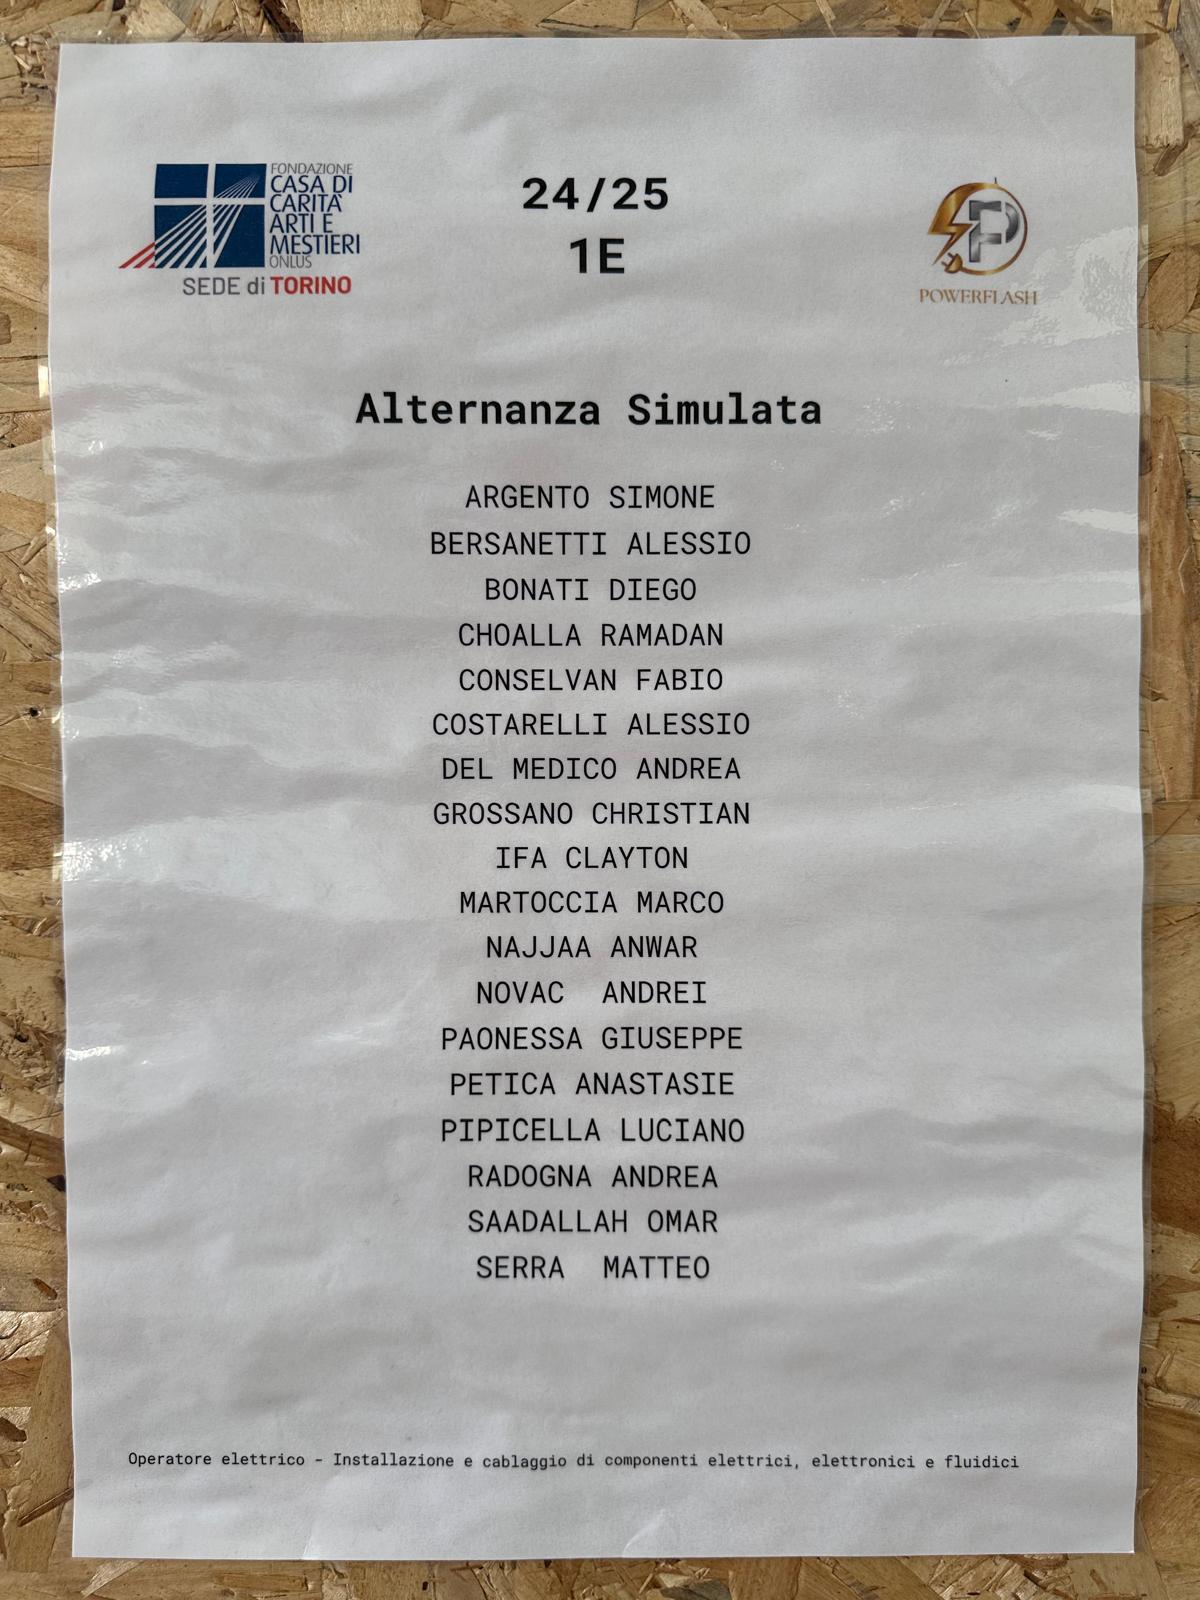 FONDAZIONE
CASA DI
CARITÀ
ARTI E
MESTIERI
ONLUS
SEDE di TORINO
24/25
1E
POWERFLASH
Alternanza Simulata
ARGENTO SIMONE
BERSANETTI ALESSIO
BONATI DIEGO
CHOALLA RAMADAN
CONSELVAN FABIO
COSTARELLI ALESSIO
DEL MEDICO ANDREA
GROSSANO CHRISTIAN
IFA CLAYTON
MARTOCCIA MARCO
NAJJAA ANWAR
NOVAC  ANDREI
PAONESSA GIUSEPPE
PETICA ANASTASIE
PIPICELLA LUCIANO
RADOGNA ANDREA
SAADALLAH OMAR
SERRA  MATTEO
Operatore elettrico - Installazione e cablaggio di componenti elettrici, elettronici e fluidici